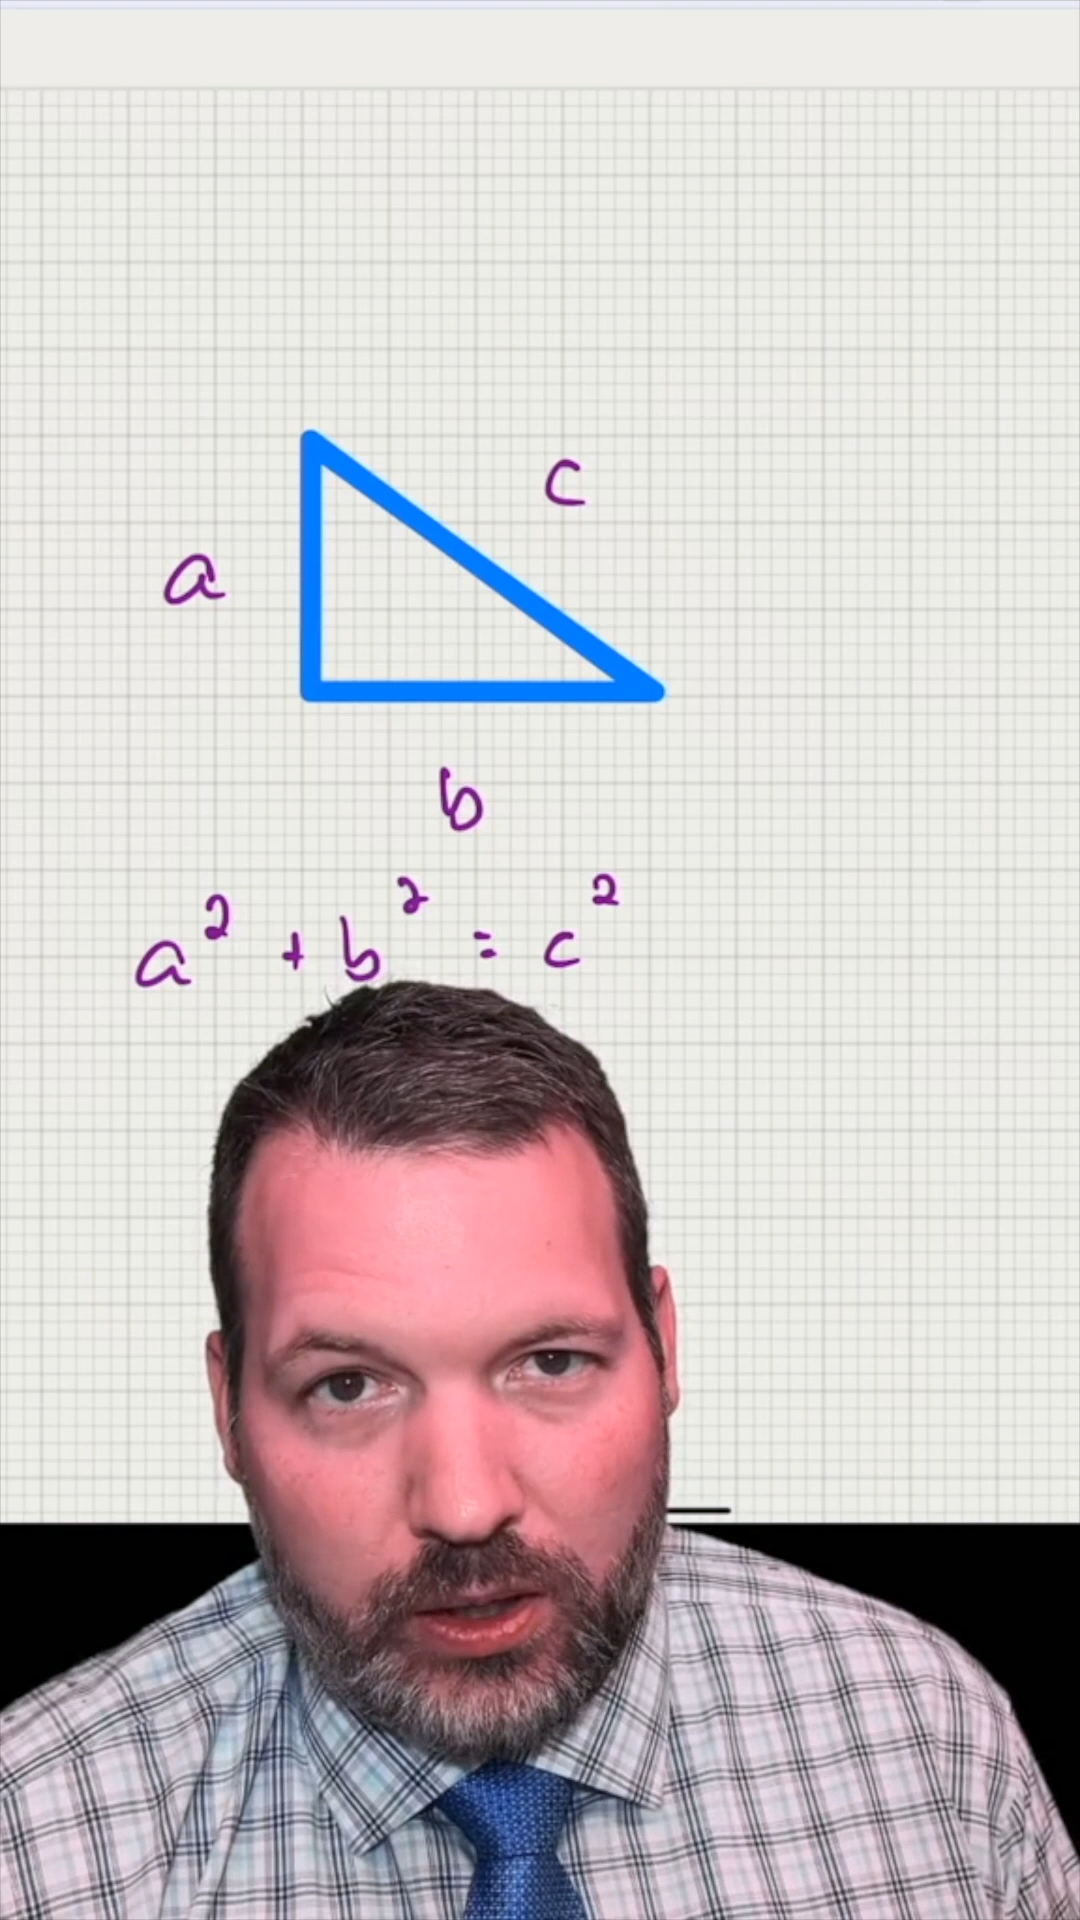 c
a
b
a² + b² = c²